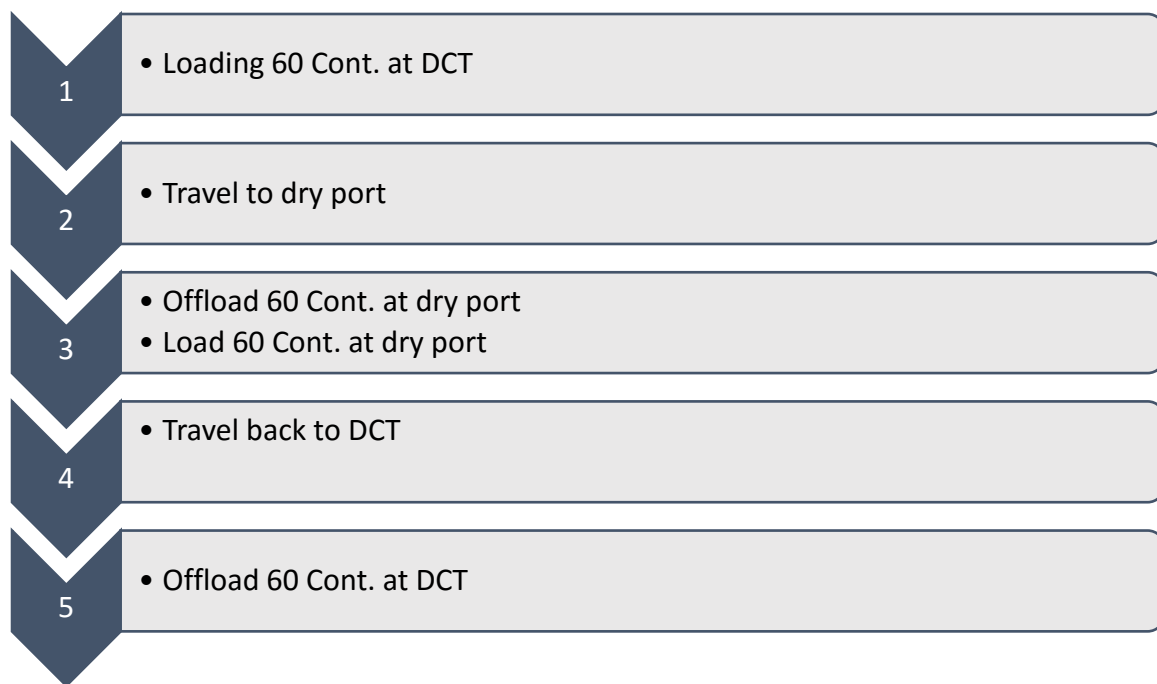 1
• Loading 60 Cont. at DCT
2
• Travel to dry port
3
• Offload 60 Cont. at dry port
• Load 60 Cont. at dry port
4
• Travel back to DCT
5
• Offload 60 Cont. at DCT